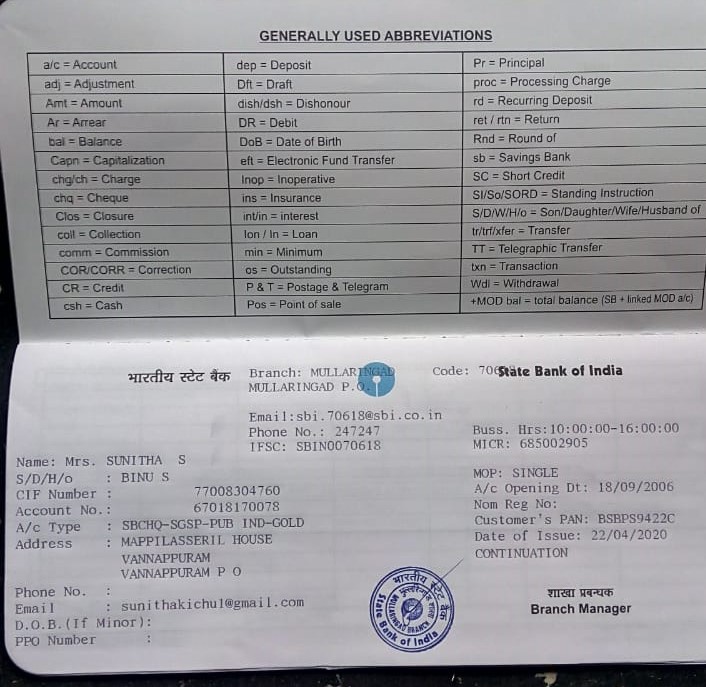 GENERALLY USED ABBREVIATIONS
a/c = Account dep = Deposit Pr = Principal
adj = Adjustment Dft = Draft proc = Processing Charge
Amt = Amount dish/dsh = Dishonour rd = Recurring Deposit
Ar = Arrear DR = Debit ret / rtn = Return
bal = Balance DoB = Date of Birth Rnd = Round of
Capn = Capitalization eft = Electronic Fund Transfer sb = Savings Bank
chg/ch = Charge Inop = Inoperative SC = Short Credit
chq = Cheque ins = Insurance SI/So/SORD = Standing Instruction
Clos = Closure int/in = interest S/D/W/H/o = Son/Daughter/Wife/Husband of
coll = Collection lon / ln = Loan tr/trf/xfer = Transfer
comm = Commission min = Minimum TT = Telegraphic Transfer
COR/CORR = Correction os = Outstanding txn = Transaction
CR = Credit P & T = Postage & Telegram Wdl = Withdrawal
csh = Cash Pos = Point of sale +MOD bal = total balance (SB + linked MOD a/c)
भारतीय स्टेट बैंक Branch: MULLARINGAD Code: 70618 State Bank of India
MULLARINGAD P.O.
Email:sbi.70618@sbi.co.in
Phone No.: 247247 Buss. Hrs:10:00:00-16:00:00
IFSC: SBIN0070618 MICR: 685002905
Name: Mrs. SUNITHA S
S/D/H/o : BINU S MOP: SINGLE
CIF Number : 77008304760 A/c Opening Dt: 18/09/2006
Account No.: 67018170078 Nom Reg No:
A/c Type : SBCHQ-SGSP-PUB IND-GOLD Customer's PAN: BSBPS9422C
Address : MAPPILASSERIL HOUSE Date of Issue: 22/04/2020
VANNAPPURAM CONTINUATION
VANNAPPURAM P O
Phone No. :
Email : sunithakichu1@gmail.com
D.O.B.(If Minor):
PPO Number :
शाखा प्रबन्धक
Branch Manager
भारतीय स्टेट बैंक
MULLARINGAD BRANCH
State Bank of India